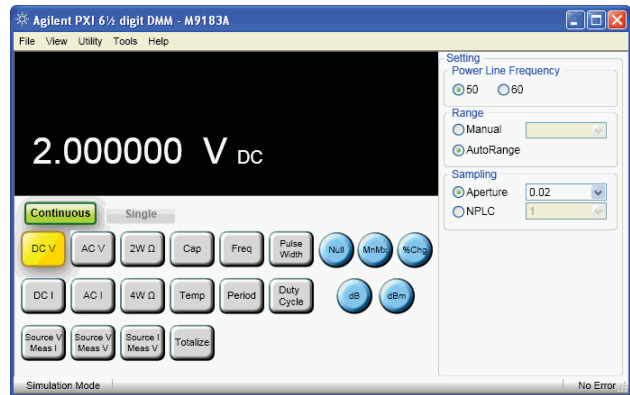 Agilent PXI 6½ digit DMM - M9183A
File View Utility Tools Help
2.000000 V DC
Continuous Single
DC V AC V 2W Ω Cap Freq Pulse Width Null MnMx %Chg
DC I AC I 4W Ω Temp Period Duty Cycle dB dBm
Source V Meas I Source V Meas V Source I Meas V Totalize
Setting
Power Line Frequency
50 60
Range
Manual
AutoRange
Sampling
Aperture 0.02
NPLC 1
Simulation Mode No Error